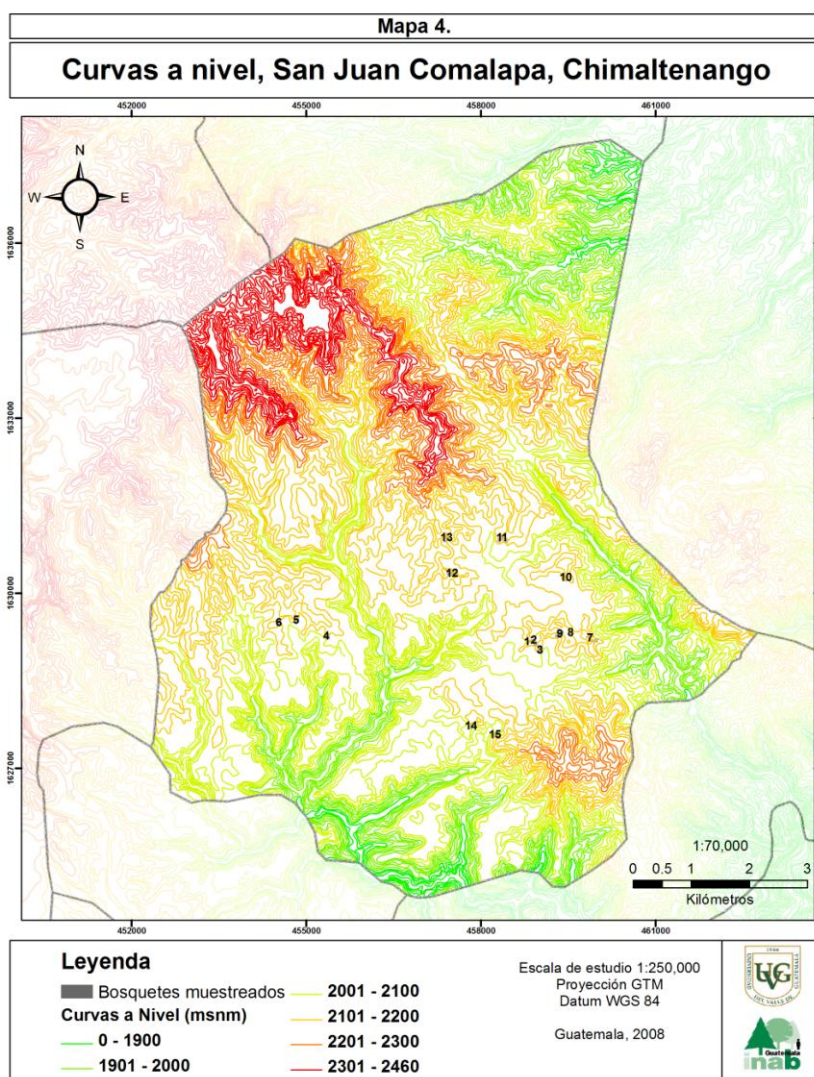 Mapa 4.
Curvas a nivel, San Juan Comalapa, Chimaltenango
452000 455000 458000 461000
N
W E
S
1636000
1633000
1630000
1627000
13 11
12
10
6 5
4
12 9 8 7
3
14
15
1:70,000
0 0.5 1 2 3
Kilómetros
452000 455000 458000 461000
Leyenda
Bosquetes muestreados
Curvas a Nivel (msnm)
0 - 1900
1901 - 2000
2001 - 2100
2101 - 2200
2201 - 2300
2301 - 2460
Escala de estudio 1:250,000
Proyección GTM
Datum WGS 84
Guatemala, 2008
UVG
Guatemala
inab